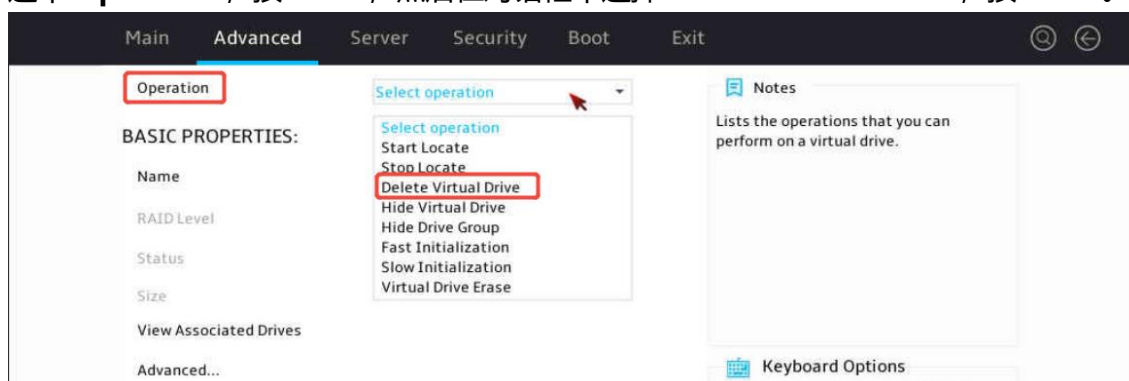 Main Advanced Server Security Boot Exit
Operation
Select operation
Notes
Select operation
Start Locate
Stop Locate
Delete Virtual Drive
Hide Virtual Drive
Hide Drive Group
Fast Initialization
Slow Initialization
Virtual Drive Erase
Lists the operations that you can
perform on a virtual drive.
BASIC PROPERTIES:
Name
RAID Level
Status
Size
View Associated Drives
Advanced...
Keyboard Options